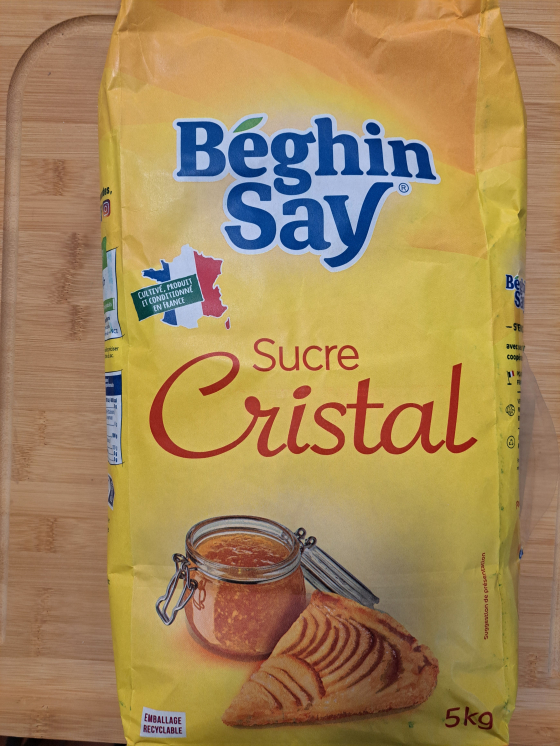 Béghin
Say®
CULTIVÉ, PRODUIT
ET CONDITIONNÉ
EN FRANCE
Sucre
Cristal
Suggestion de présentation
EMBALLAGE
RECYCLABLE
5kg